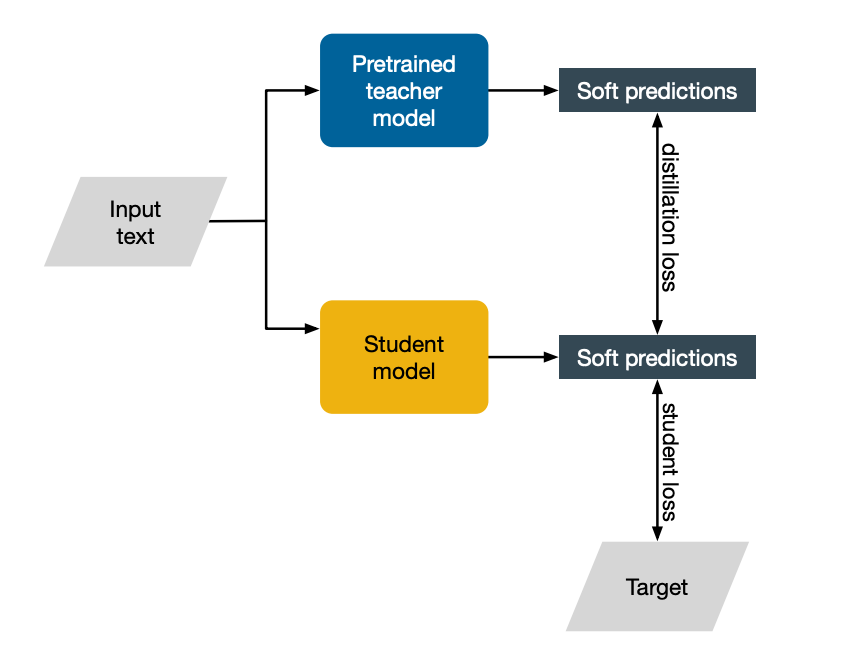 Pretrained
teacher
model
Soft predictions
distillation loss
Input
text
Student
model
Soft predictions
student loss
Target